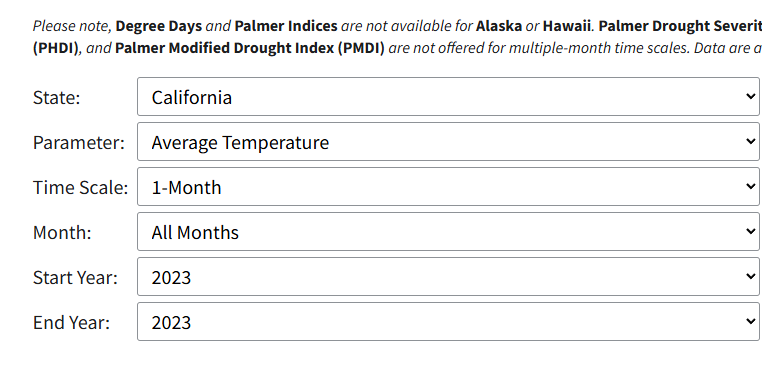 Please note, Degree Days and Palmer Indices are not available for Alaska or Hawaii. Palmer Drought
(PHDI), and Palmer Modified Drought Index (PMDI) are not offered for multiple-month time scales. Data are
State: California
Parameter: Average Temperature
Time Scale: 1-Month
Month: All Months
Start Year: 2023
End Year: 2023